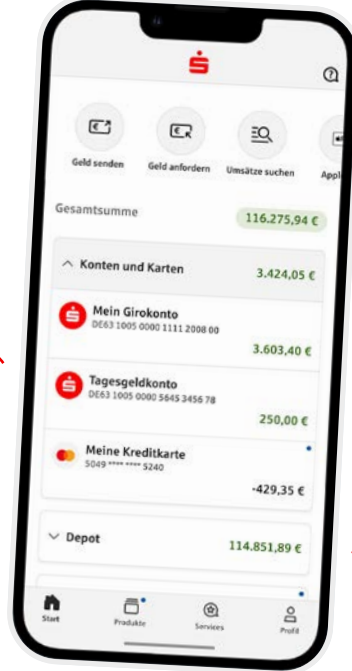 Geld senden
Geld anfordern
Umsätze suchen
Appl
Gesamtsumme
116.275,94 €
Konten und Karten
3.424,05 €
Mein Girokonto
DE63 1005 0000 1111 2008 00
3.603,40 €
Tagesgeldkonto
DE63 1005 0000 5645 3456 78
250,00 €
Meine Kreditkarte
5049 **** **** 5240
-429,35 €
Depot
114.851,89 €
Start
Produkte
Services
Profil